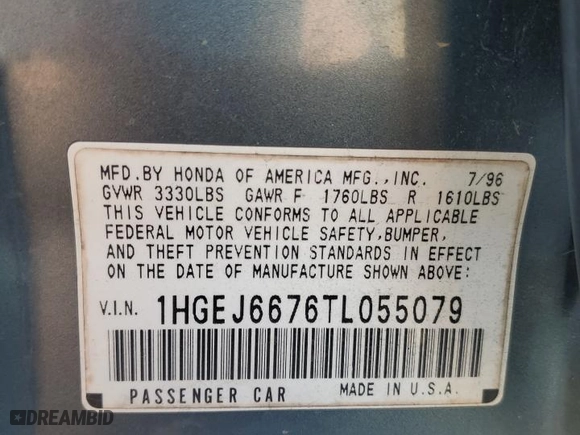 MFD.BY HONDA OF AMERICA MFG.,INC. 7/96
GVWR 3330LBS GAWR F 1760LBS R 1610LBS
THIS VEHICLE CONFORMS TO ALL APPLICABLE
FEDERAL MOTOR VEHICLE SAFETY,BUMPER,
AND THEFT PREVENTION STANDARDS IN EFFECT
ON THE DATE OF MANUFACTURE SHOWN ABOVE:
V.I.N. 1HGEJ6676TL055079
PASSENGER CAR MADE IN U.S.A.
DREAMBID